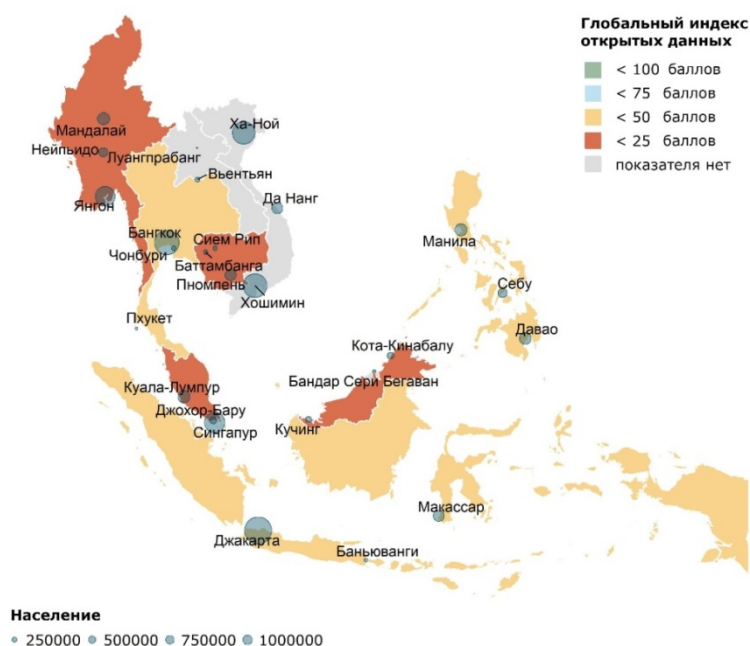 Глобальный индекс
открытых данных
< 100 баллов
< 75 баллов
< 50 баллов
< 25 баллов
показателя нет
Мандалай
Ха-Ной
Нейпьидо
Луангпрабанг
Вьентьян
Янгон
Да Нанг
Бангкок
Сием Рип
Манила
Чонбури
Баттамбанга
Пномпень
Себу
Хошимин
Пхукет
Давао
Кота-Кинабалу
Куала-Лумпур
Бандар Сери Бегаван
Джохор-Бару
Сингапур
Кучинг
Макассар
Джакарта
Баньюванги
Население
250000 500000 750000 1000000